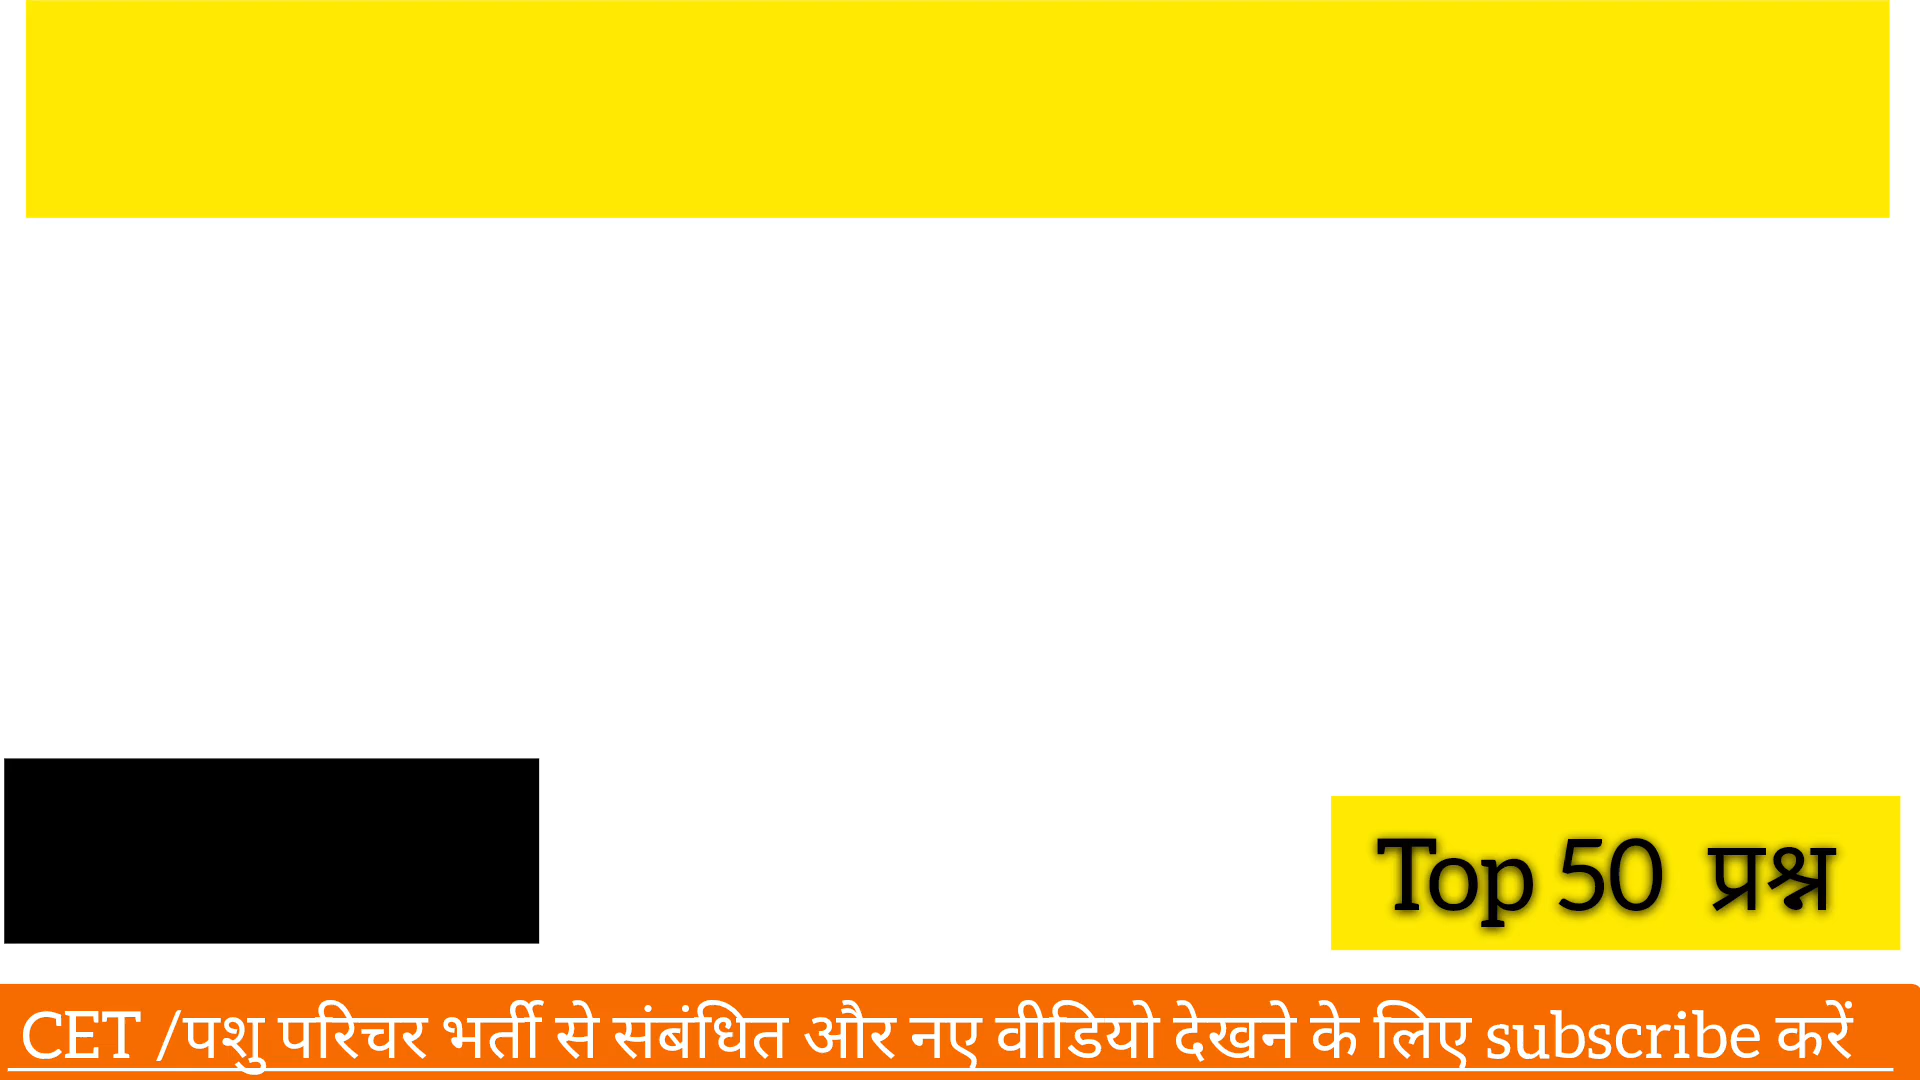 Top 50 प्रश्न
CET /पशु परिचर भर्ती से संबंधित और नए वीडियो देखने के लिए subscribe करें